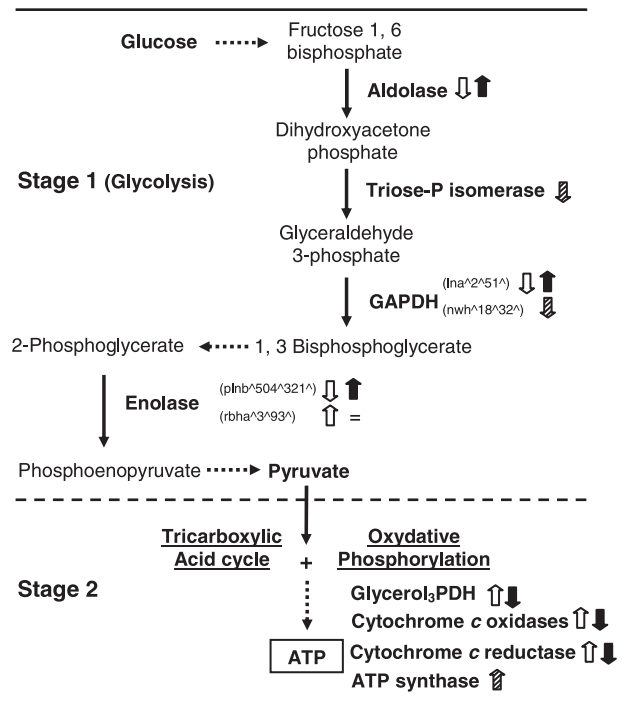 Glucose
Fructose 1, 6
bisphosphate
Aldolase
Dihydroxyacetone
phosphate
Stage 1 (Glycolysis)
Triose-P isomerase
Glyceraldehyde
3-phosphate
GAPDH
(lna^2^51^)
(nwh^18^32^)
2-Phosphoglycerate
1, 3 Bisphosphoglycerate
Enolase
(plnb^504^321^)
(rbha^3^93^) =
Phosphoenopyruvate
Pyruvate
Tricarboxylic
Acid cycle
+
Oxydative
Phosphorylation
Stage 2
Glycerol₃PDH
Cytochrome c oxidases
ATP
Cytochrome c reductase
ATP synthase